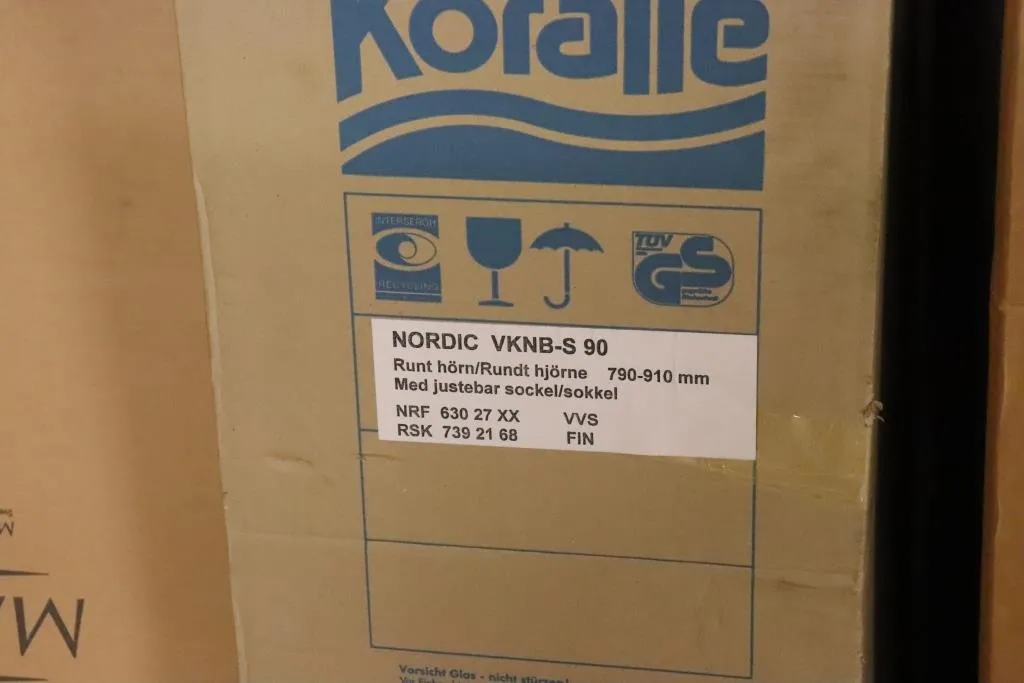 Koralle
INTERSEROH
RECYCLING
TÜV
GS
NORDIC VKNB-S 90
Runt hörn/Rundt hjörne 790-910 mm
Med justebar sockel/sokkel
NRF 630 27 XX VVS
RSK 739 21 68 FIN
Vorsicht Glas - nicht stürzen!